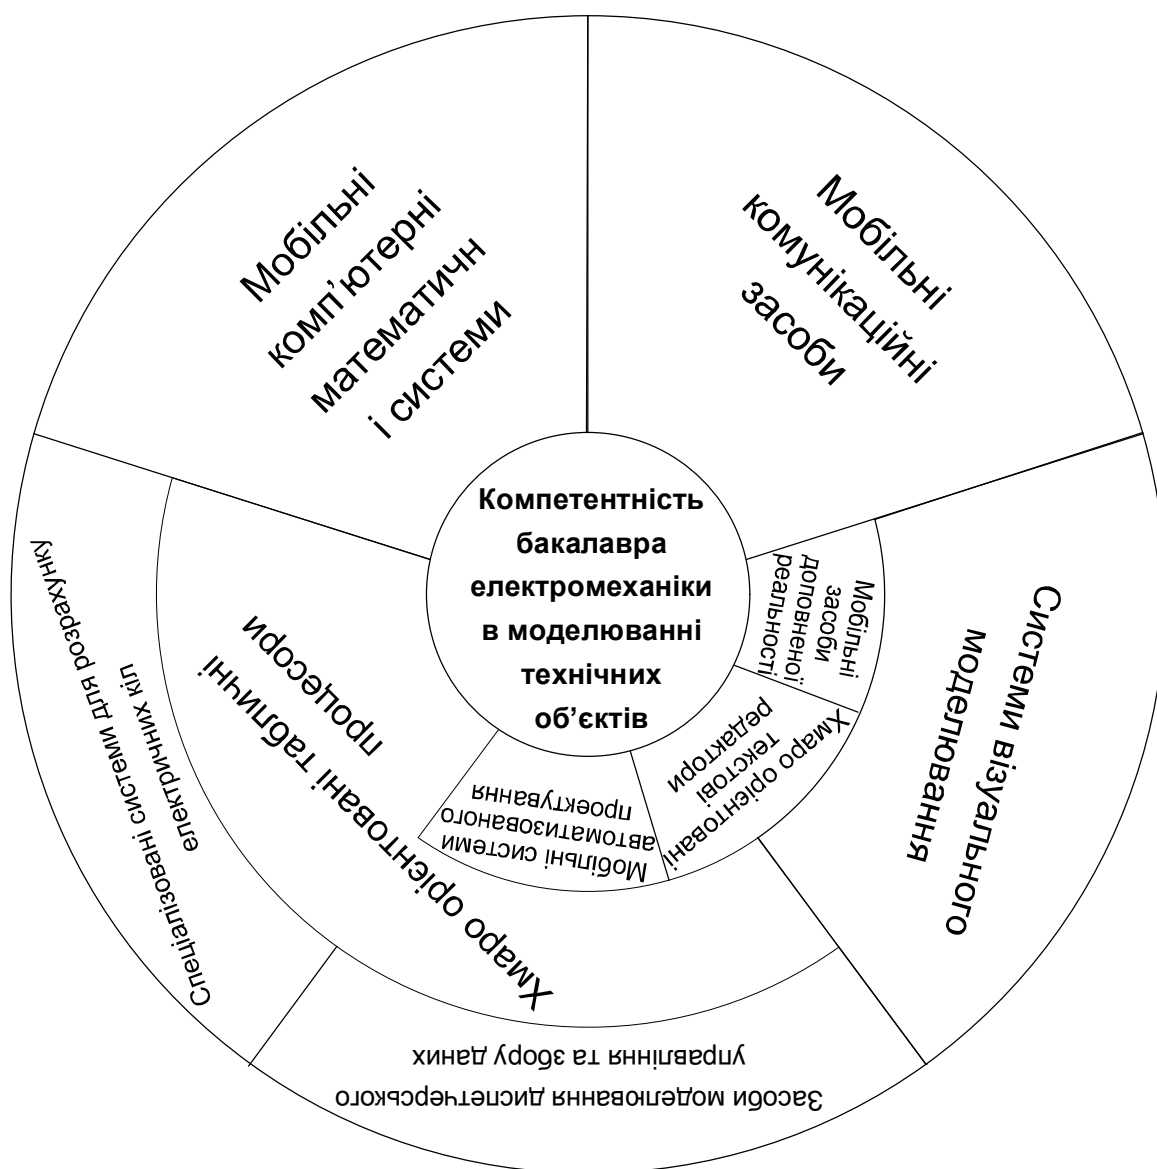 Мобільні
комп'ютерні
математичн
і системи
Мобільні
комунікаційні
засоби
Компетентність
бакалавра
електромеханіки
в моделюванні
технічних
об’єктів
Мобільні
засоби
доповненої
реальності
Системи візуального
моделювання
Хмаро орієнтовані
текстові
редактори
Мобільні системи
автоматизованого
проектування
Хмаро орієнтовані табличні
процесори
Спеціалізовані системи для розрахунку
електричних кіл
Засоби моделювання диспетчерського
управління та збору даних